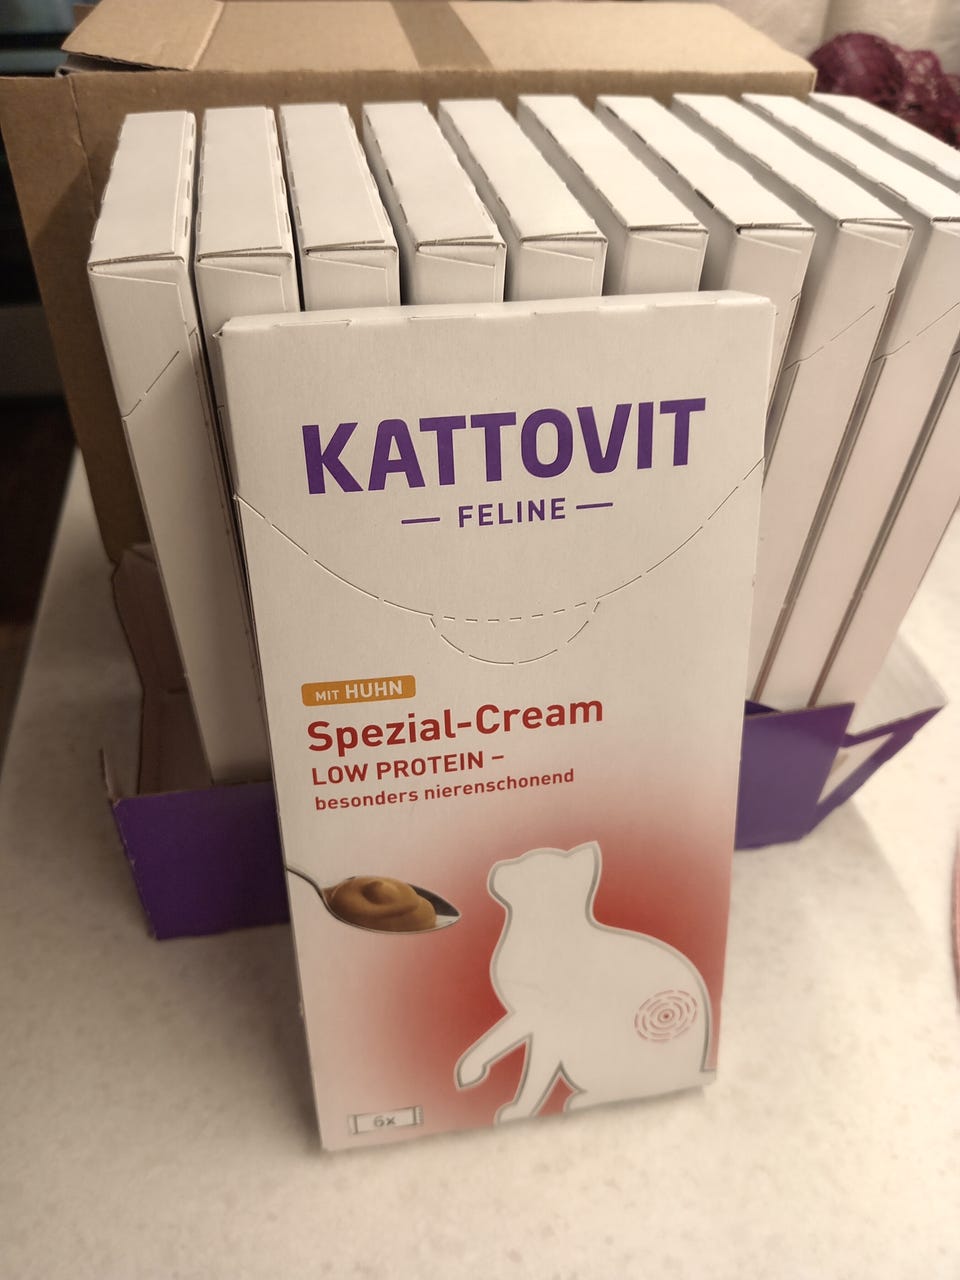 KATTOVIT
— FELINE —
MIT HUHN
Spezial-Cream
LOW PROTEIN –
besonders nierenschonend
6x